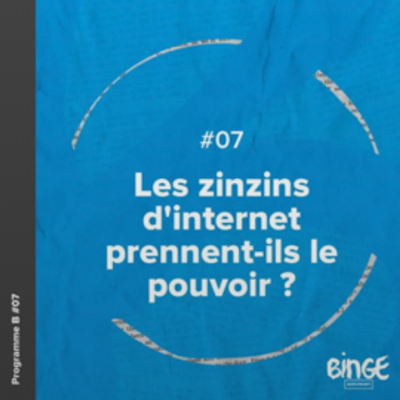 #07
Les zinzins
d'internet
prennent-ils le
pouvoir ?
Programme B #07
BINGE